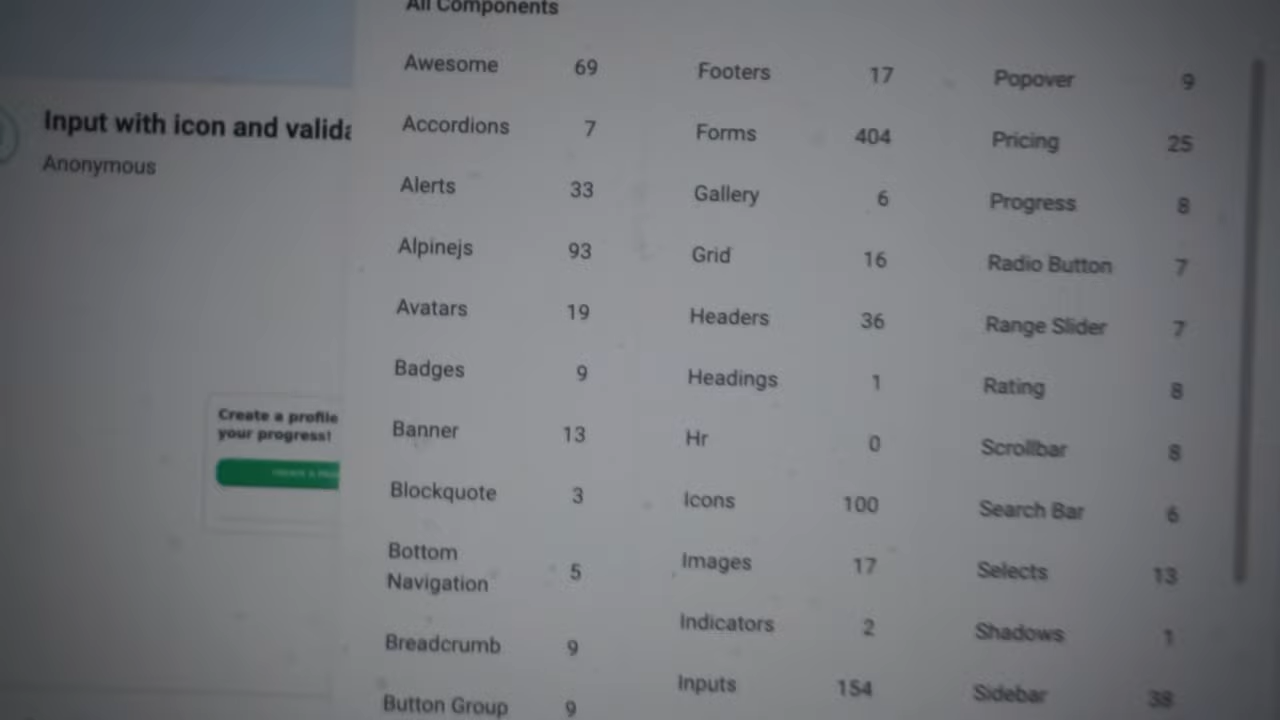 All Components
Input with icon and valida
Anonymous
Create a profile
your progress!
Awesome 69
Accordions 7
Alerts 33
Alpinejs 93
Avatars 19
Badges 9
Banner 13
Blockquote 3
Bottom
Navigation 5
Breadcrumb 9
Button Group 9
Footers 17
Forms 404
Gallery 6
Grid 16
Headers 36
Headings 1
Hr 0
Icons 100
Images 17
Indicators 2
Inputs 154
Popover 9
Pricing 25
Progress 8
Radio Button 7
Range Slider 7
Rating 8
Scrollbar 8
Search Bar 6
Selects 13
Shadows 1
Sidebar 38